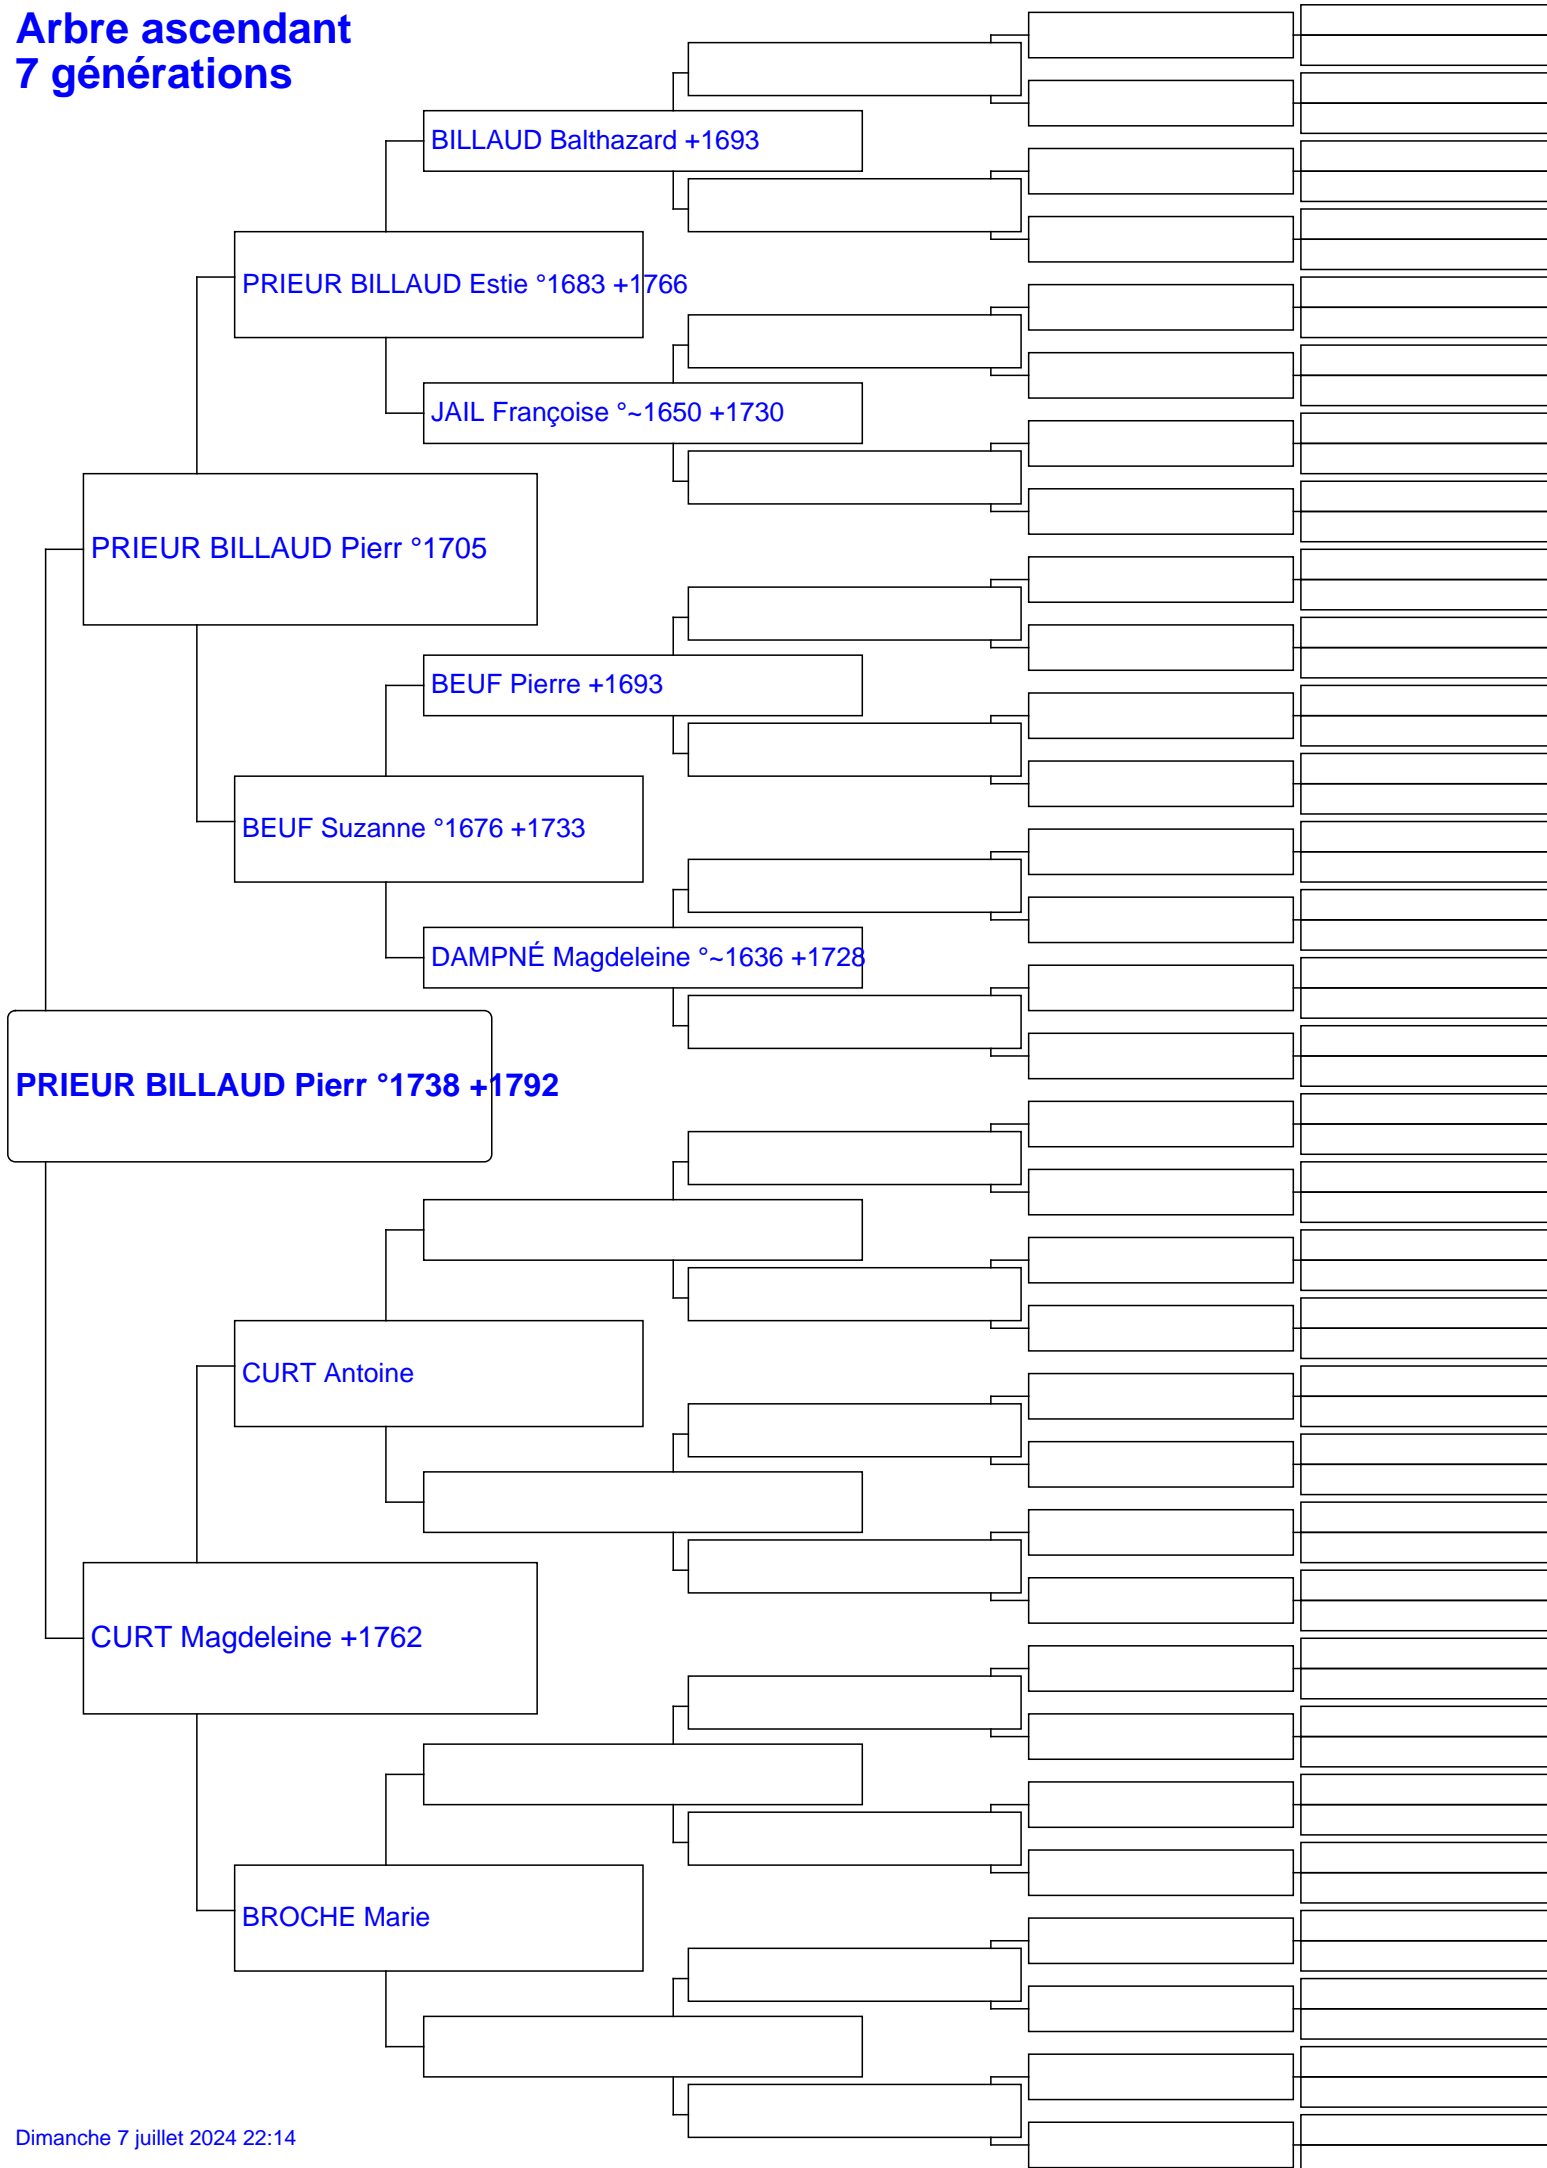 Arbre ascendant
7 générations
BILLAUD Balthazard +1693
PRIEUR BILLAUD Estie °1683 +1766
JAIL Françoise °~1650 +1730
PRIEUR BILLAUD Pierr °1705
BEUF Pierre +1693
BEUF Suzanne °1676 +1733
DAMPNÉ Magdeleine °~1636 +1728
PRIEUR BILLAUD Pierr °1738 +1792
CURT Antoine
CURT Magdeleine +1762
BROCHE Marie
Dimanche 7 juillet 2024 22:14